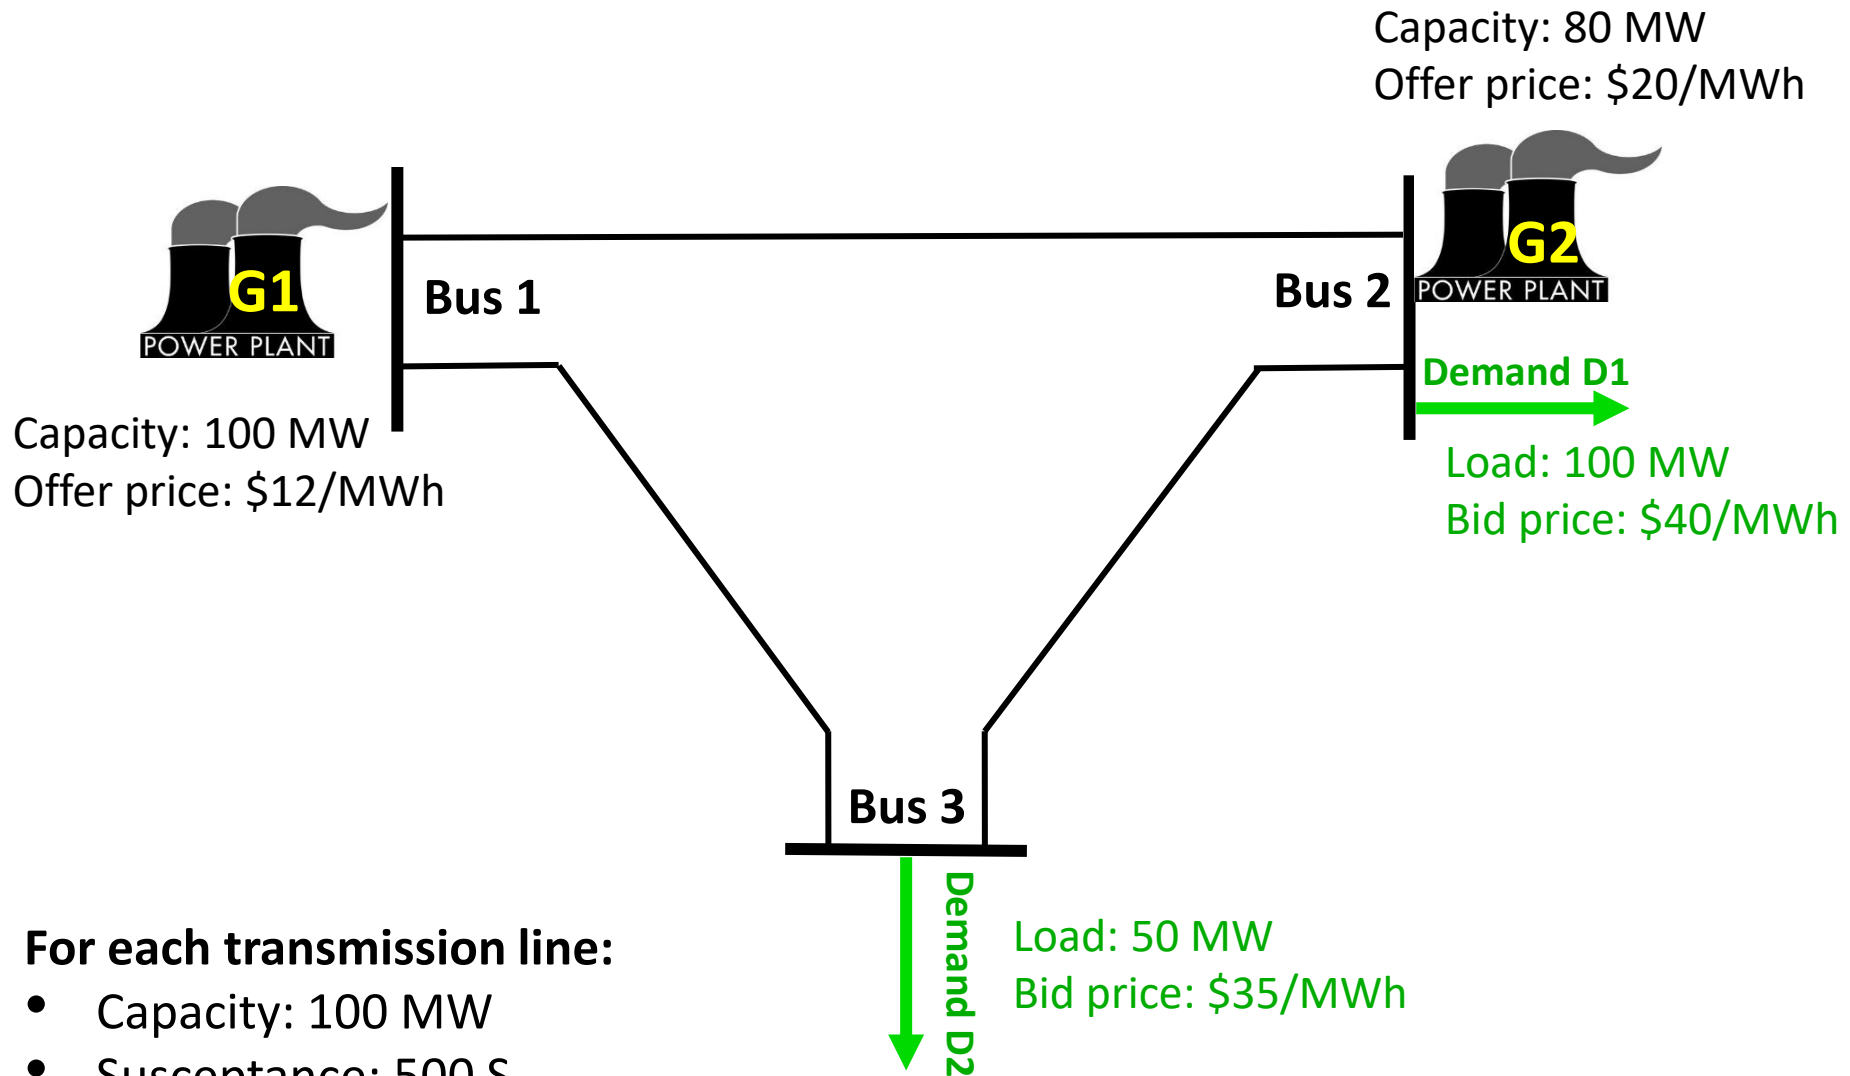 Capacity: 80 MW
Offer price: $20/MWh
G2
POWER PLANT
G1
POWER PLANT
Bus 1
Bus 2
Demand D1
Capacity: 100 MW
Offer price: $12/MWh
Load: 100 MW
Bid price: $40/MWh
Bus 3
Demand D2
Load: 50 MW
Bid price: $35/MWh
For each transmission line:
• Capacity: 100 MW
• Susceptance: 500 S